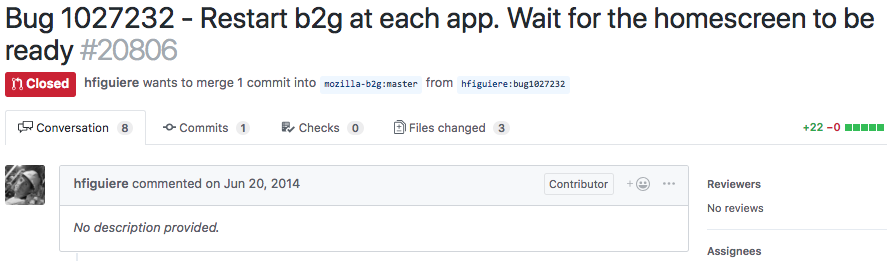 Bug 1027232 - Restart b2g at each app. Wait for the homescreen to be
ready #20806
Closed hfiguiere wants to merge 1 commit into mozilla-b2g:master from hfiguiere:bug1027232
Conversation 8 Commits 1 Checks 0 Files changed 3 +22 −0
hfiguiere commented on Jun 20, 2014 Contributor + ...
Reviewers
No description provided.
No reviews
Assignees